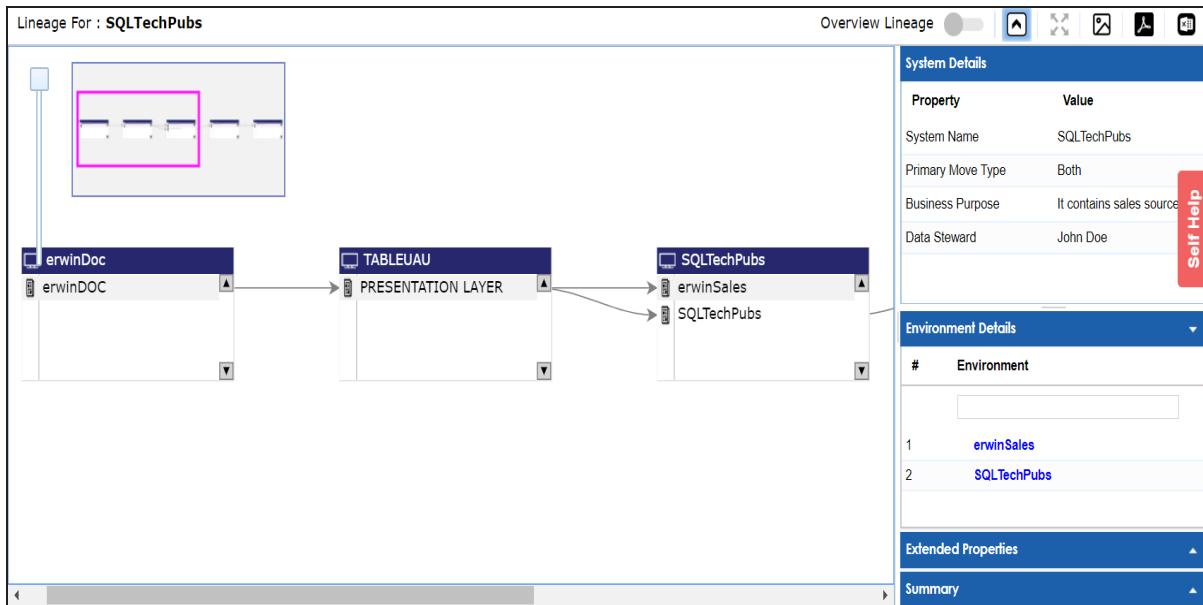 Lineage For : SQLTechPubs
Overview Lineage
erwinDoc
erwinDOC
TABLEUAU
PRESENTATION LAYER
SQLTechPubs
erwinSales
SQLTechPubs
System Details
Property Value
System Name SQLTechPubs
Primary Move Type Both
Business Purpose It contains sales source
Data Steward John Doe
Self Help
Environment Details
# Environment
1 erwinSales
2 SQLTechPubs
Extended Properties
Summary